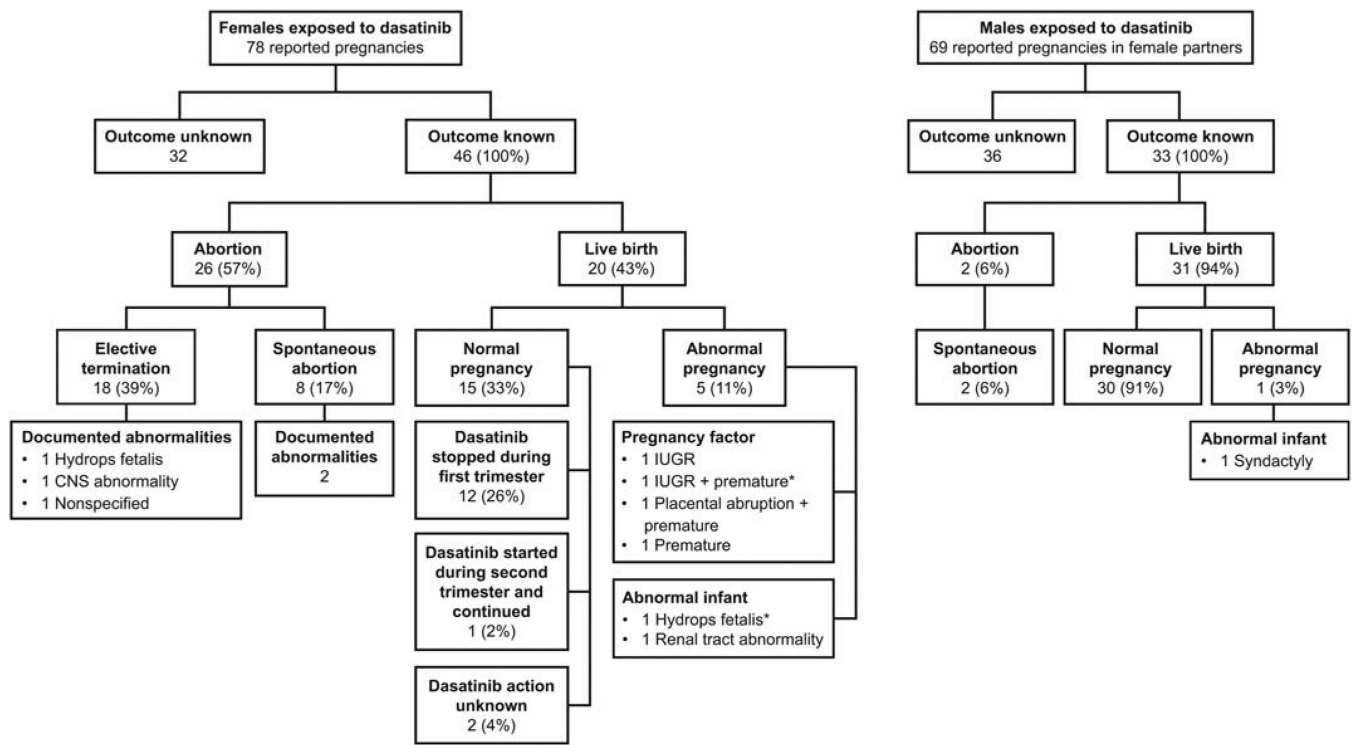 Females exposed to dasatinib
78 reported pregnancies
Outcome unknown
32
Outcome known
46 (100%)
Abortion
26 (57%)
Live birth
20 (43%)
Elective
termination
18 (39%)
Spontaneous
abortion
8 (17%)
Normal
pregnancy
15 (33%)
Abnormal
pregnancy
5 (11%)
Documented abnormalities
• 1 Hydrops fetalis
• 1 CNS abnormality
• 1 Nonspecified
Documented
abnormalities
2
Dasatinib
stopped during
first trimester
12 (26%)
Dasatinib started
during second
trimester and
continued
1 (2%)
Dasatinib action
unknown
2 (4%)
Pregnancy factor
• 1 IUGR
• 1 IUGR + premature*
• 1 Placental abruption +
premature
• 1 Premature
Abnormal infant
• 1 Hydrops fetalis*
• 1 Renal tract abnormality
Males exposed to dasatinib
69 reported pregnancies in female partners
Outcome unknown
36
Outcome known
33 (100%)
Abortion
2 (6%)
Live birth
31 (94%)
Spontaneous
abortion
2 (6%)
Normal
pregnancy
30 (91%)
Abnormal
pregnancy
1 (3%)
Abnormal infant
• 1 Syndactyly